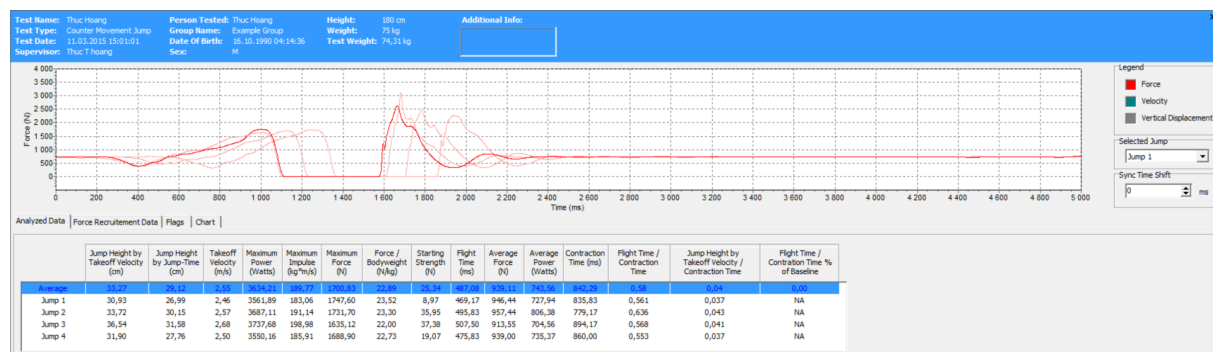 Test Name: Thuc Hoang Person Tested: Thuc Hoang Height: 180 cm Additional Info:
Test Type: Counter Movement Jump Group Name: Example Group Weight: 75 kg
Test Date: 11.03.2015 15:01:01 Date Of Birth: 16.10.1990 04:14:36 Test Weight: 74,31 kg
Supervisor: Thuc T hoang Sex: M
Force (N)
4 000
3 500
3 000
2 500
2 000
1 500
1 000
500
0
0 200 400 600 800 1 000 1 200 1 400 1 600 1 800 2 000 2 200 2 400 2 600 2 800 3 000 3 200 3 400 3 600 3 800 4 000 4 200 4 400 4 600 4 800 5 000
Time (ms)
Legend
Force
Velocity
Vertical Displacement
Selected Jump
Jump 1
Sync Time Shift
0 ms
Analyzed Data Force Recruitement Data Flags Chart
Jump Height by Takeoff Velocity (cm) Jump Height by Jump-Time (cm) Takeoff Velocity (m/s) Maximum Power (Watts) Maximum Impulse (kg*m/s) Maximum Force (N) Force / Bodyweight (N/kg) Starting Strength (N) Flight Time (ms) Average Force (N) Average Power (Watts) Contraction Time (ms) Flight Time / Contraction Time Jump Height by Takeoff Velocity / Contraction Time Flight Time / Contration Time % of Baseline
Average 33,27 29,12 2,55 3634,21 189,77 1700,83 22,89 25,34 487,08 939,11 743,56 842,29 0,58 0,04 0,00
Jump 1 30,93 26,99 2,46 3561,89 183,06 1747,60 23,52 8,97 469,17 946,44 727,94 835,83 0,561 0,037 NA
Jump 2 33,72 30,15 2,57 3687,11 191,14 1731,70 23,30 35,95 495,83 957,44 806,38 779,17 0,636 0,043 NA
Jump 3 36,54 31,58 2,68 3737,68 198,98 1635,12 22,00 37,38 507,50 913,55 704,56 894,17 0,568 0,041 NA
Jump 4 31,90 27,76 2,50 3550,16 185,91 1688,90 22,73 19,07 475,83 939,00 735,37 860,00 0,553 0,037 NA